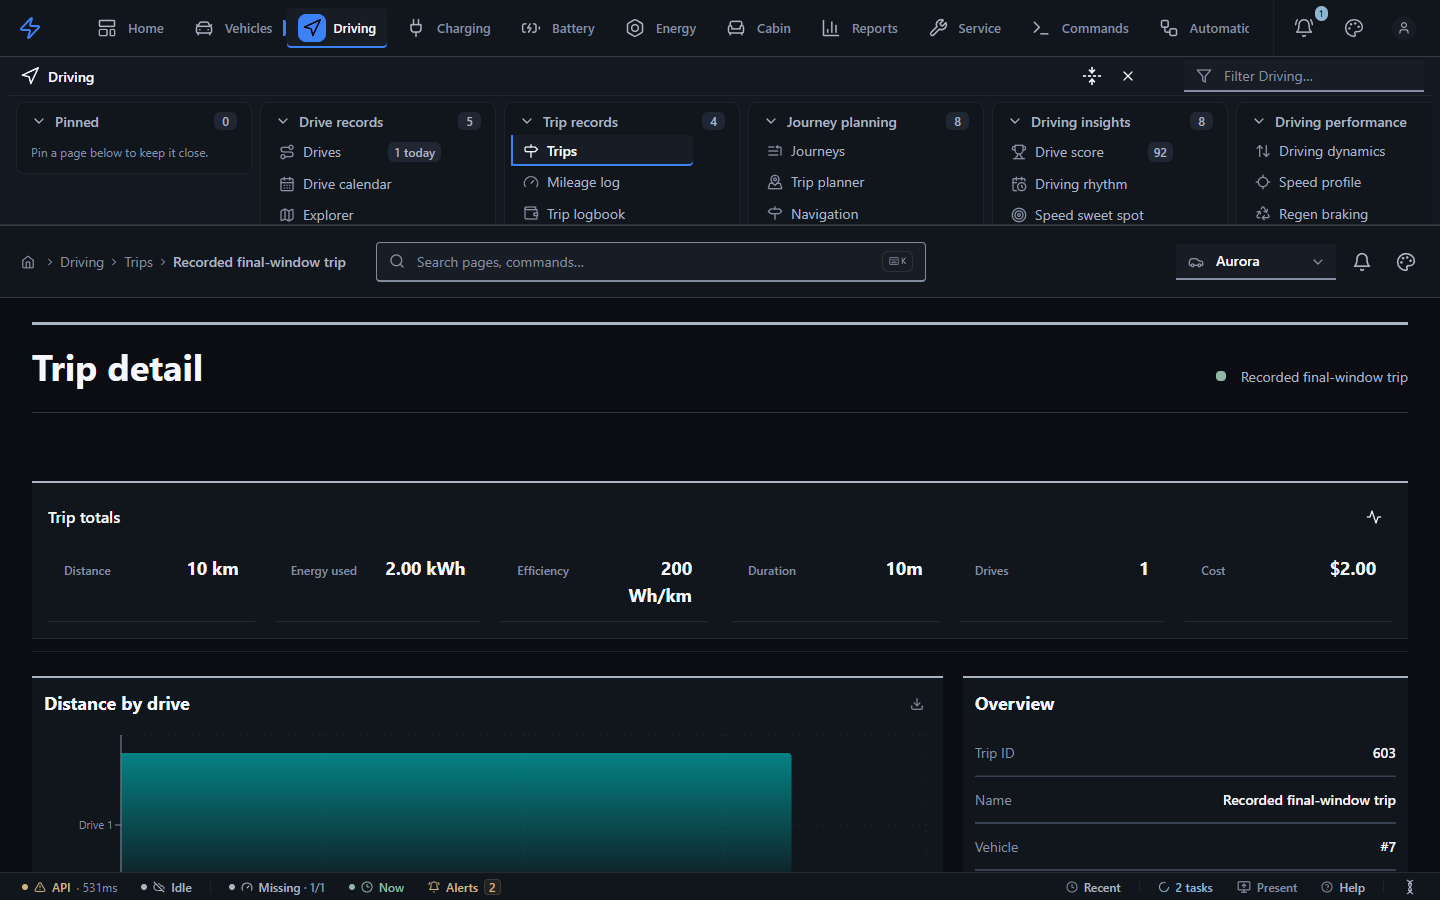 Home
Vehicles
Driving
Charging
Battery
Energy
Cabin
Reports
Service
Commands
Automatic
1
Driving
Filter Driving...
Pinned 0
Pin a page below to keep it close.
Drive records 5
Drives 1 today
Drive calendar
Explorer
Trip records 4
Trips
Mileage log
Trip logbook
Journey planning 8
Journeys
Trip planner
Navigation
Driving insights 8
Drive score 92
Driving rhythm
Speed sweet spot
Driving performance
Driving dynamics
Speed profile
Regen braking
Driving > Trips > Recorded final-window trip
Search pages, commands... K
Aurora
Trip detail
Recorded final-window trip
Trip totals
Distance 10 km
Energy used 2.00 kWh
Efficiency 200
Wh/km
Duration 10m
Drives 1
Cost $2.00
Distance by drive
Drive 1
Overview
Trip ID 603
Name Recorded final-window trip
Vehicle #7
API · 531ms
Idle
Missing · 1/1
Now
Alerts 2
Recent
2 tasks
Present
Help